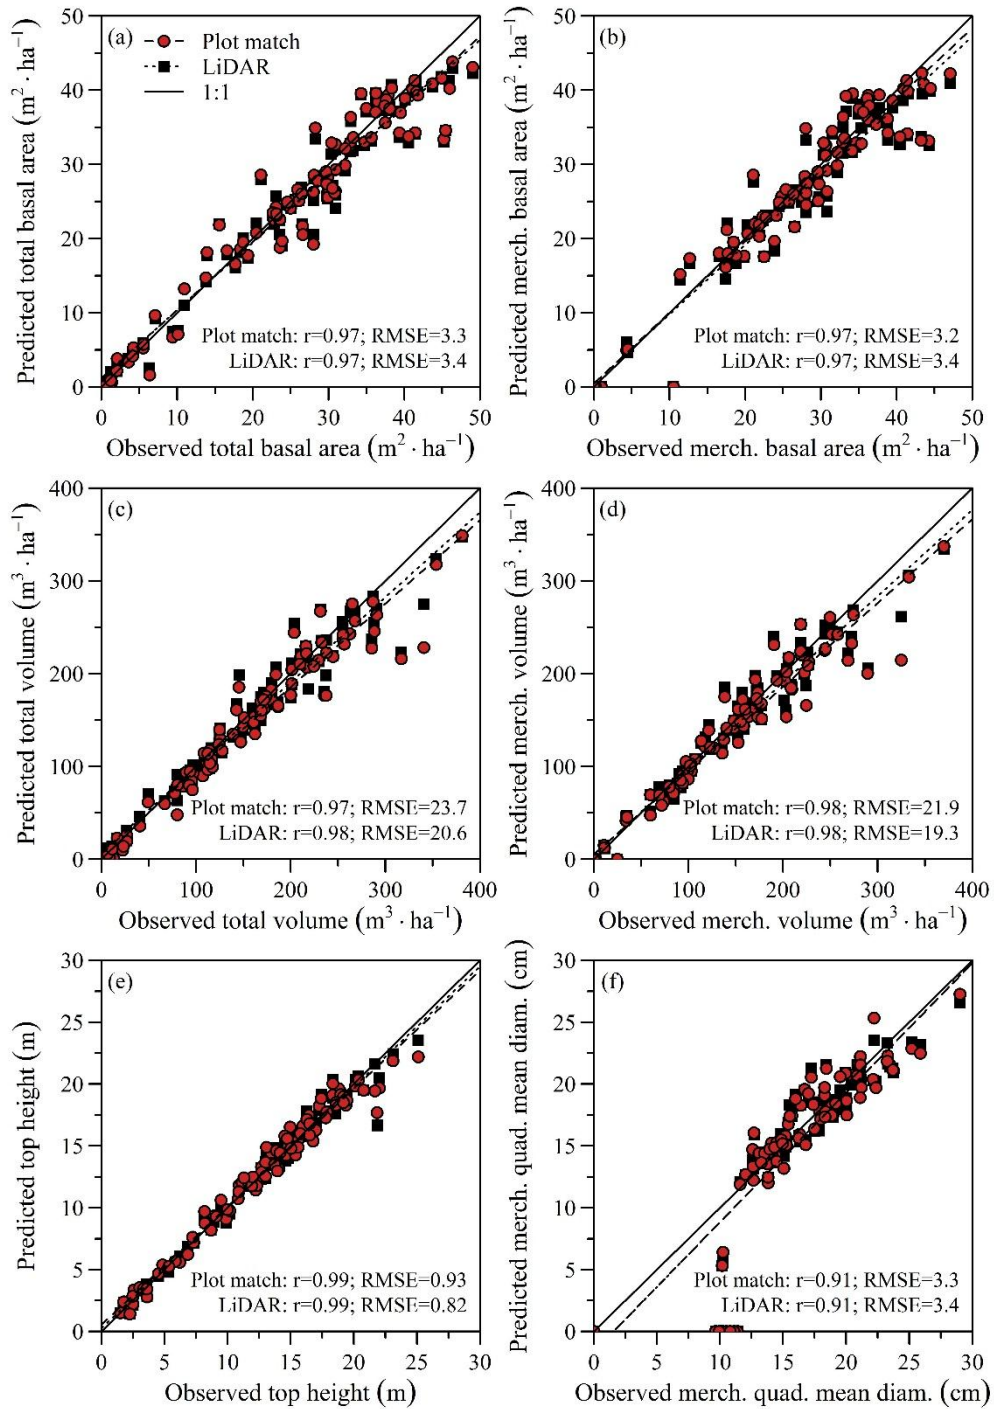 (a)
Plot match
LiDAR
1:1
Predicted total basal area (m² · ha⁻¹)
50
40
30
20
10
0
Plot match: r=0.97; RMSE=3.3
LiDAR: r=0.97; RMSE=3.4
0 10 20 30 40 50
Observed total basal area (m² · ha⁻¹)
(b)
Predicted merch. basal area (m² · ha⁻¹)
50
40
30
20
10
0
Plot match: r=0.97; RMSE=3.2
LiDAR: r=0.97; RMSE=3.4
0 10 20 30 40 50
Observed merch. basal area (m² · ha⁻¹)
(c)
Predicted total volume (m³ · ha⁻¹)
400
300
200
100
0
Plot match: r=0.97; RMSE=23.7
LiDAR: r=0.98; RMSE=20.6
0 100 200 300 400
Observed total volume (m³ · ha⁻¹)
(d)
Predicted merch. volume (m³ · ha⁻¹)
400
300
200
100
0
Plot match: r=0.98; RMSE=21.9
LiDAR: r=0.98; RMSE=19.3
0 100 200 300 400
Observed merch. volume (m³ · ha⁻¹)
(e)
Predicted top height (m)
30
25
20
15
10
5
0
Plot match: r=0.99; RMSE=0.93
LiDAR: r=0.99; RMSE=0.82
0 5 10 15 20 25 30
Observed top height (m)
(f)
Predicted merch. quad. mean diam. (cm)
30
25
20
15
10
5
0
Plot match: r=0.91; RMSE=3.3
LiDAR: r=0.91; RMSE=3.4
0 5 10 15 20 25 30
Observed merch. quad. mean diam. (cm)